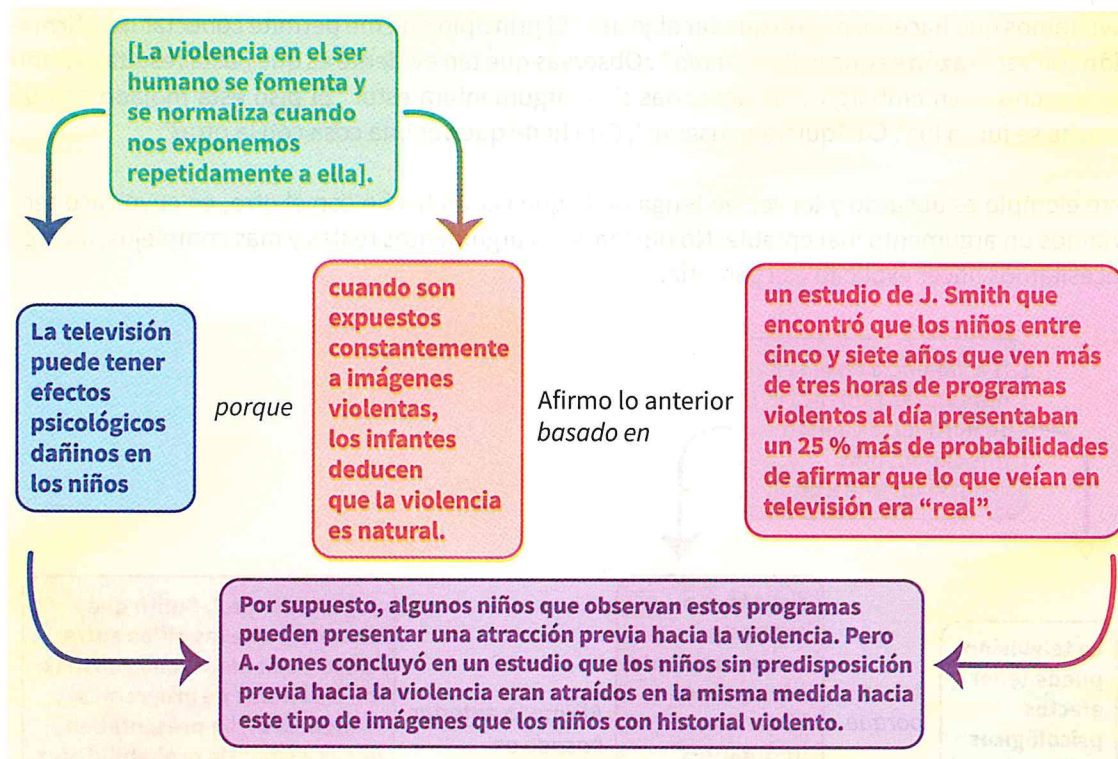 [La violencia en el ser
humano se fomenta y
se normaliza cuando
nos exponemos
repetidamente a ella].
La televisión
puede tener
efectos
psicológicos
dañinos en
los niños
porque
cuando son
expuestos
constantemente
a imágenes
violentas,
los infantes
deducen
que la violencia
es natural.
Afirmo lo anterior
basado en
un estudio de J. Smith que
encontró que los niños entre
cinco y siete años que ven más
de tres horas de programas
violentos al día presentaban
un 25 % más de probabilidades
de afirmar que lo que veían en
televisión era “real”.
Por supuesto, algunos niños que observan estos programas
pueden presentar una atracción previa hacia la violencia. Pero
A. Jones concluyó en un estudio que los niños sin predisposición
previa hacia la violencia eran atraídos en la misma medida hacia
este tipo de imágenes que los niños con historial violento.